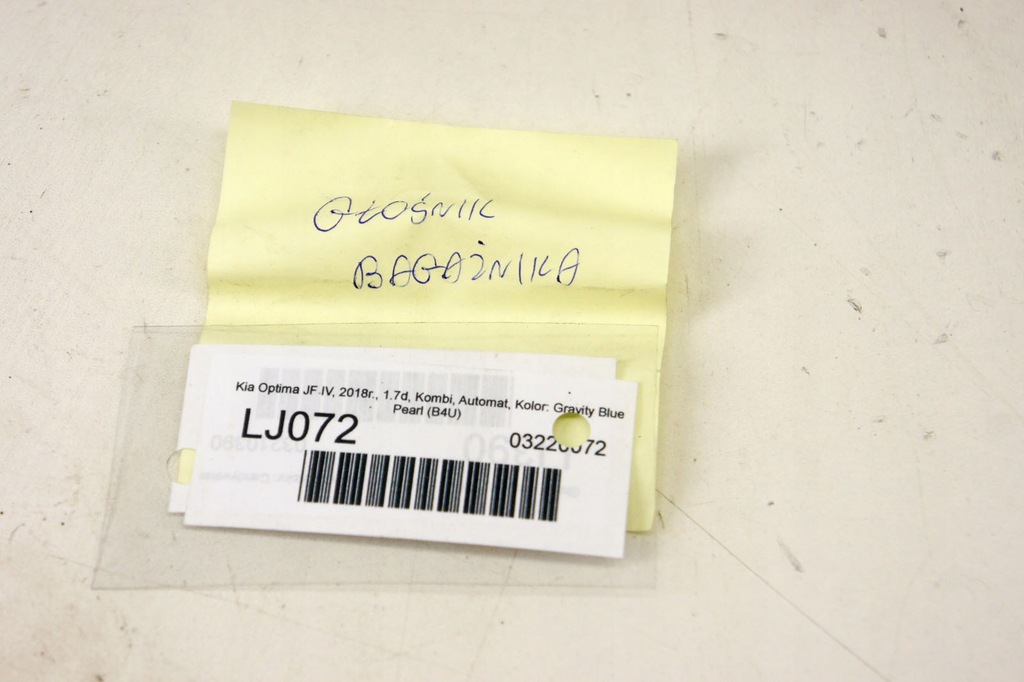 GŁOŚNIK
BAGAŻNIKA
Kia Optima JF IV, 2018r., 1.7d, Kombi, Automat, Kolor: Gravity Blue
Pearl (B4U)
LJ072